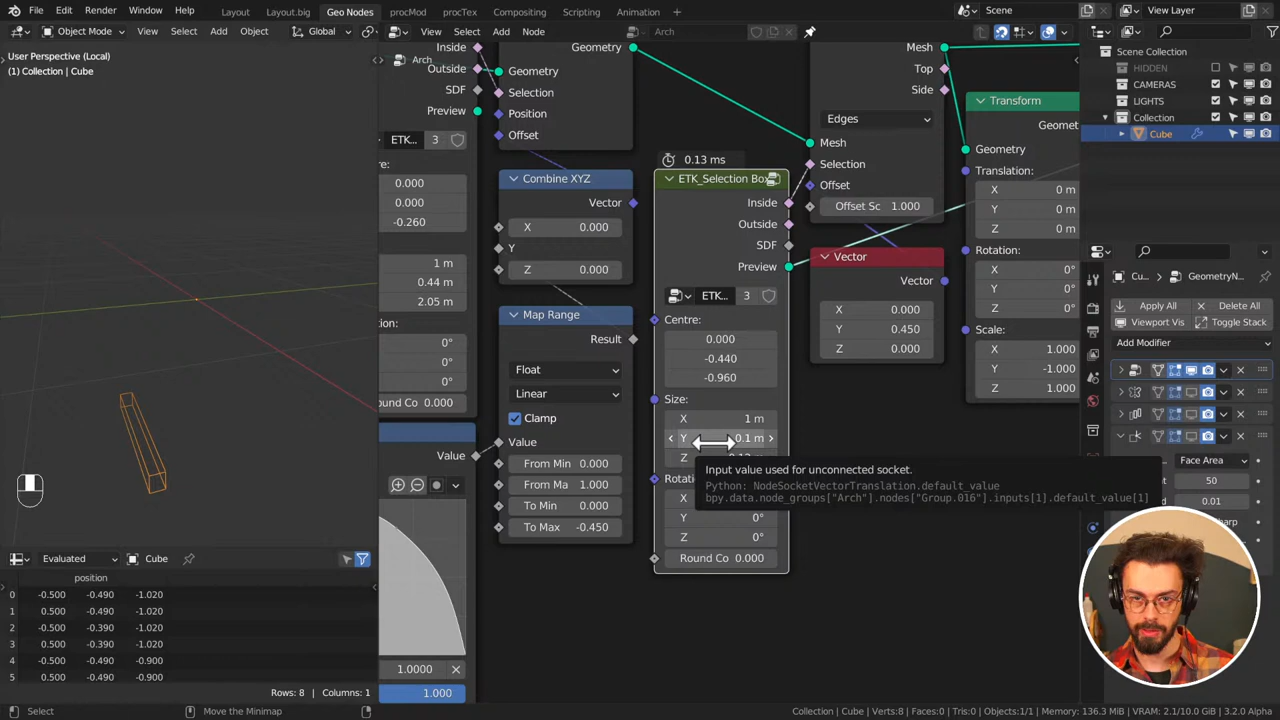 File Edit Render Window Help Layout Layout.big Geo Nodes procMod procTex Compositing Scripting Animation + Scene View Layer
Object Mode View Select Add Object Global View Select Add Node Arch
User Perspective (Local)
(1) Collection | Cube
Arch
Inside
Outside
SDF
Preview
ETK... 3
0.000
0.000
-0.260
1 m
0.44 m
2.05 m
0°
0°
0°
0.000
Value
1.0000
1.000
Geometry
Geometry
Selection
Position
Offset
Combine XYZ
Vector
X 0.000
Y
Z 0.000
Map Range
Result
Float
Linear
Clamp
Value
From Min 0.000
From Ma 1.000
To Min 0.000
To Max -0.450
0.13 ms
ETK_Selection Box
Inside
Outside
SDF
Preview
ETK... 3
Centre:
0.000
-0.440
-0.960
Size:
X 1 m
Y 0.1 m
Z
X
Y 0°
Z 0°
Round Co 0.000
Input value used for unconnected socket.
Python: NodeSocketVectorTranslation.default_value
bpy.data.node_groups["Arch"].nodes["Group.016"].inputs[1].default_value[1]
Mesh
Top
Side
Edges
Mesh
Selection
Offset
Offset Sc 1.000
Vector
Vector
X 0.000
Y 0.450
Z 0.000
Transform
Geometry
Translation:
X 0 m
Y 0 m
Z 0 m
Rotation:
X 0°
Y 0°
Z 0°
Scale:
X 1.000
Y -1.000
Z 1.000
Scene Collection
HIDDEN
CAMERAS
LIGHTS
Collection
Cube
Cu... GeometryN...
Apply All Delete All
Viewport Vis Toggle Stack
Add Modifier
Face Area
50
0.01
Evaluated Cube
position
0 -0.500 -0.490 -1.020
1 0.500 -0.490 -1.020
2 -0.500 -0.390 -1.020
3 0.500 -0.390 -1.020
4 -0.500 -0.490 -0.900
5 0.500 -0.490 -0.900
Rows: 8 | Columns: 1
Select Move the Minimap Collection | Cube | Verts:8 | Faces:0 | Tris:0 | Objects:1/1 | Memory: 136.3 MiB | VRAM: 2.1/10.0 GiB | 3.2.0 Alpha